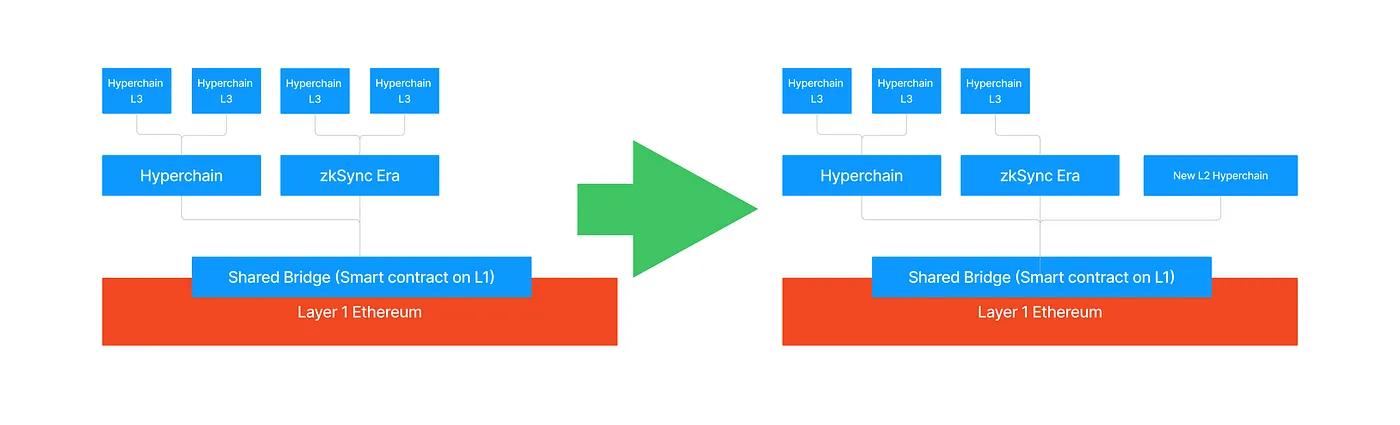 Hyperchain
L3
Hyperchain
L3
Hyperchain
L3
Hyperchain
L3
Hyperchain
zkSync Era
Shared Bridge (Smart contract on L1)
Layer 1 Ethereum
Hyperchain
L3
Hyperchain
L3
Hyperchain
L3
Hyperchain
zkSync Era
New L2 Hyperchain
Shared Bridge (Smart contract on L1)
Layer 1 Ethereum